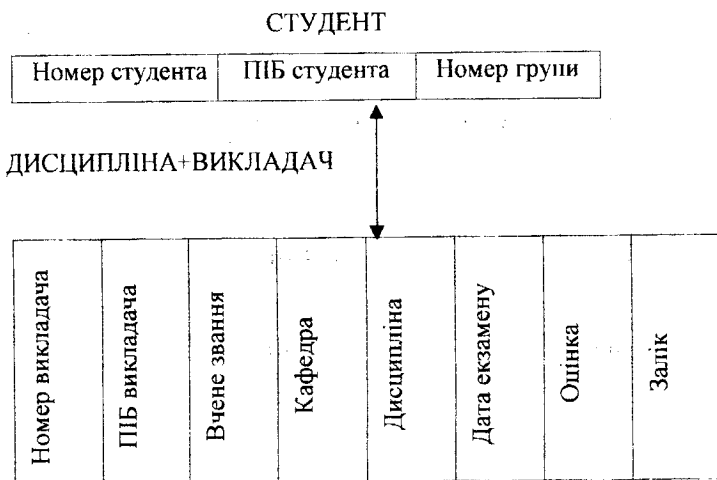 СТУДЕНТ
Номер студента ПІБ студента Номер групи
ДИСЦИПЛІНА+ВИКЛАДАЧ
Номер викладача
ПІБ викладача
Вчене звання
Кафедра
Дисципліна
Дата екзамену
Оцінка
Залік